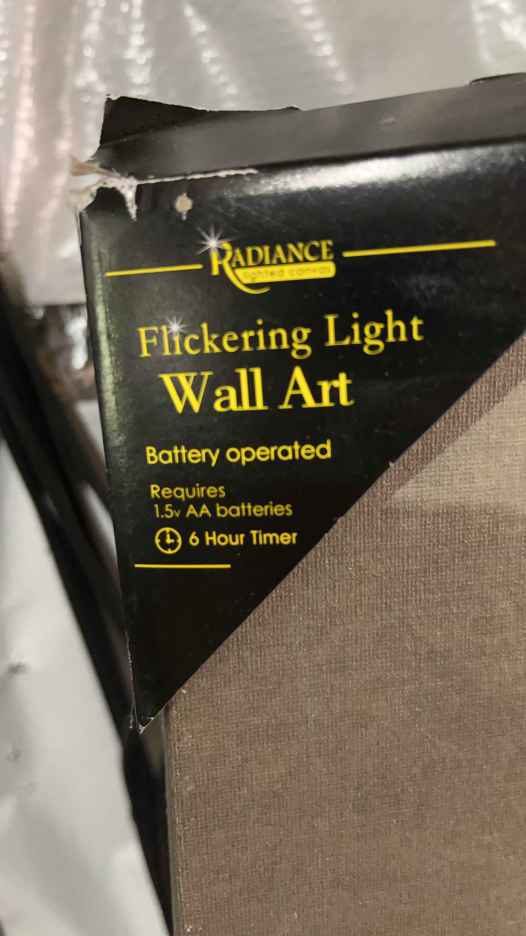 RADIANCE
lighted canvas
Flickering Light
Wall Art
Battery operated
Requires
1.5v AA batteries
6 Hour Timer